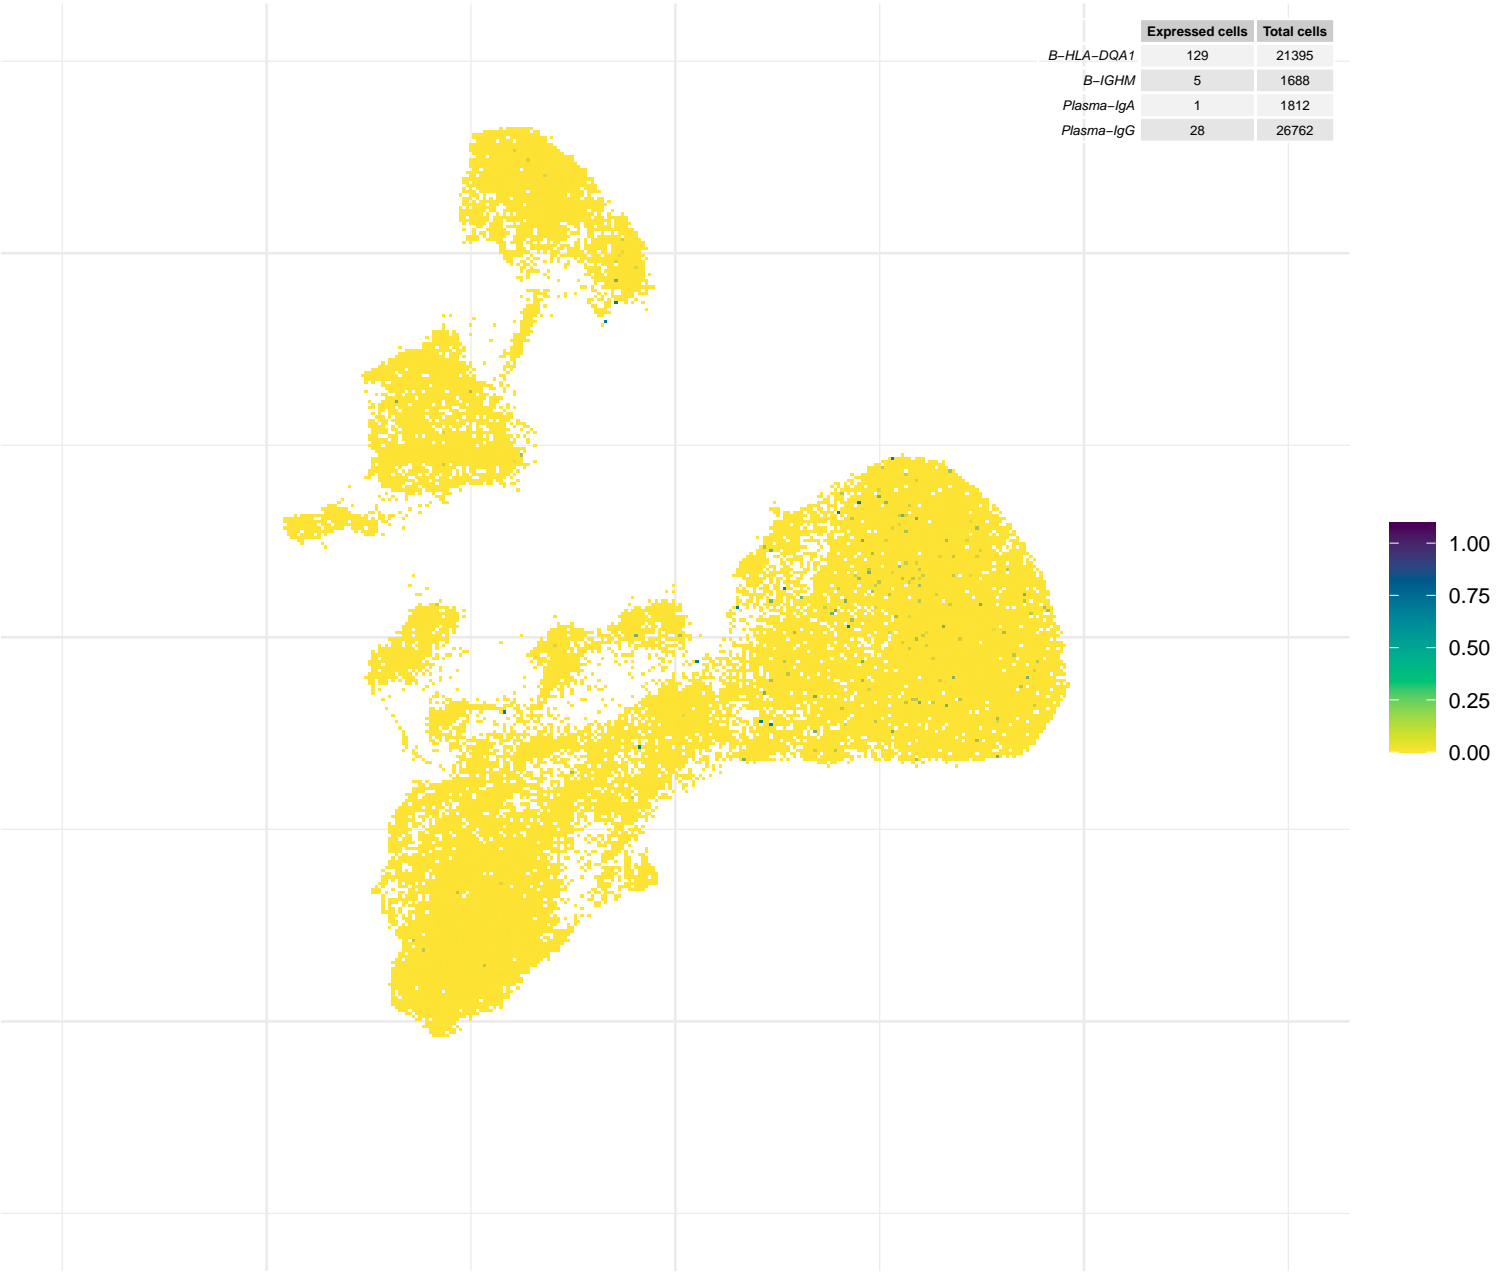 Expressed cells Total cells
B−HLA−DQA1 129 21395
B−IGHM 5 1688
Plasma−IgA 1 1812
Plasma−IgG 28 26762
1.00
0.75
0.50
0.25
0.00